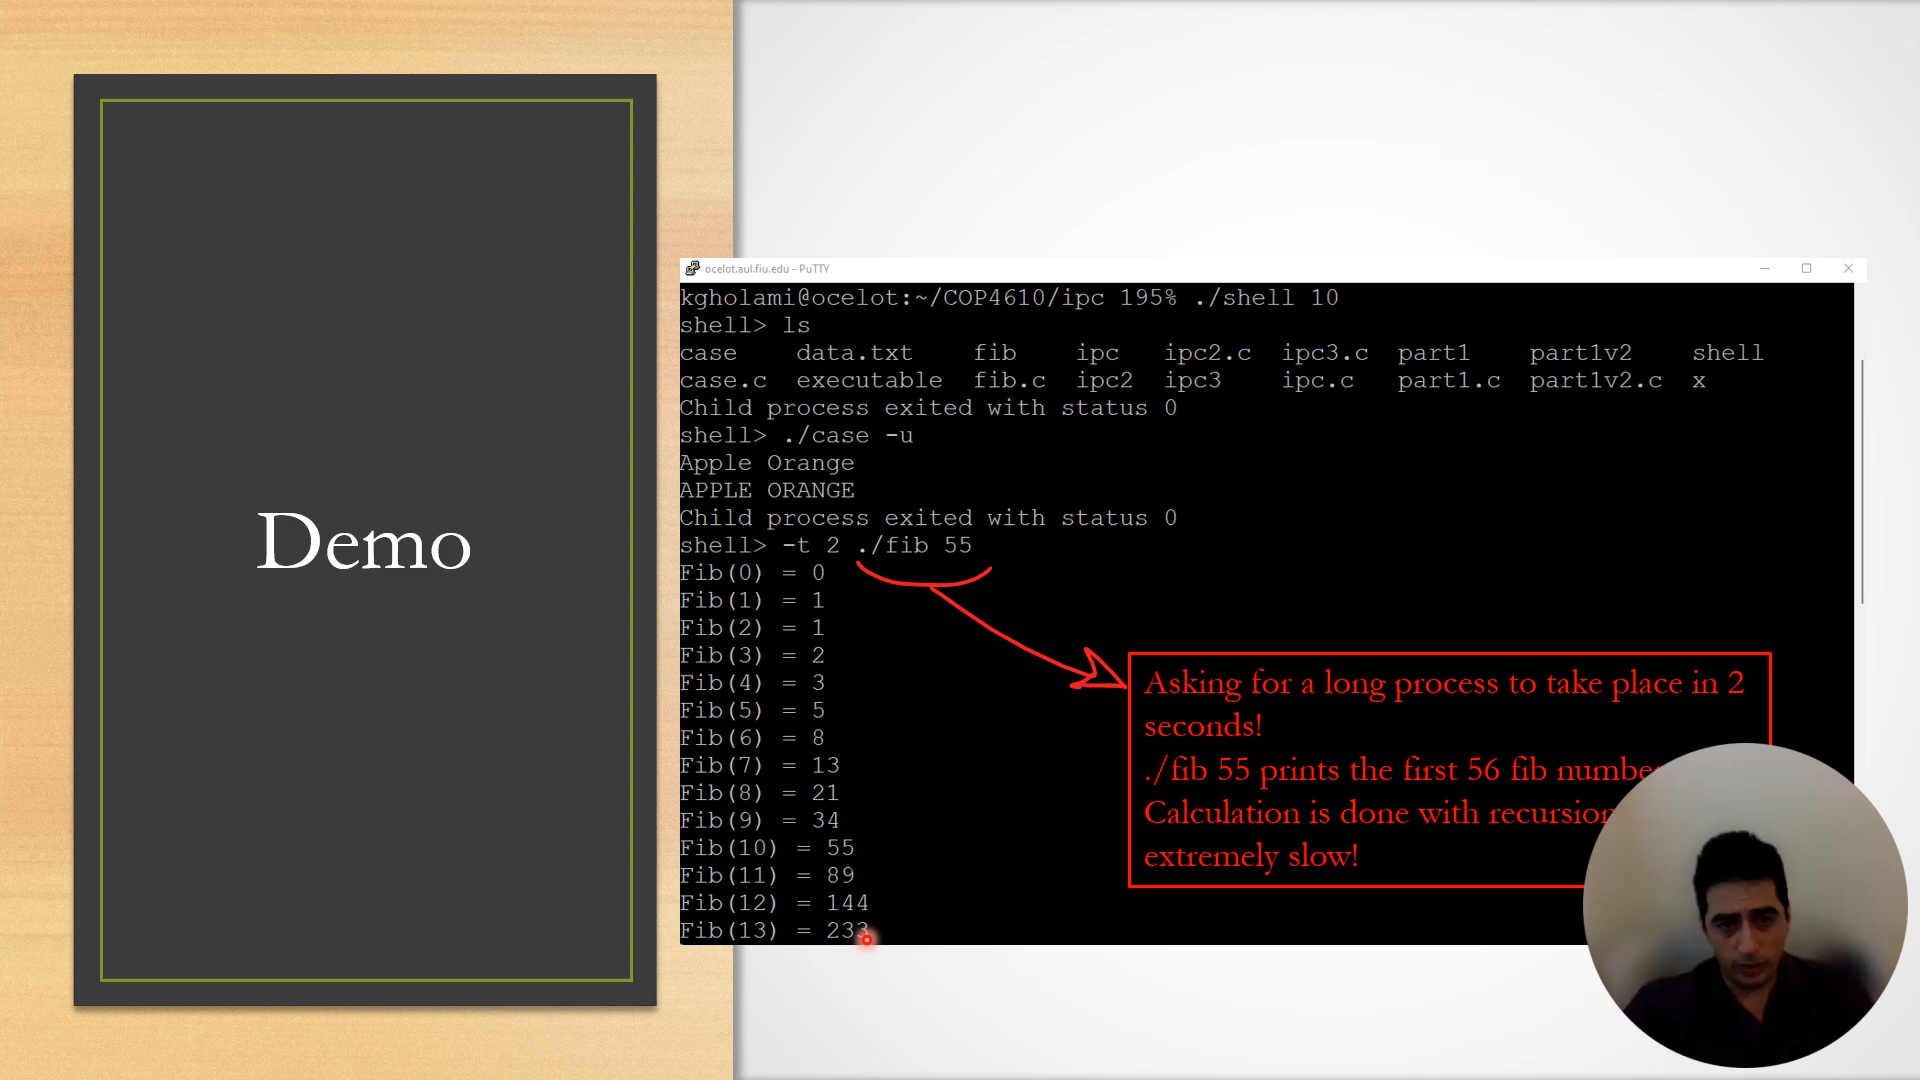 Demo
ocelot.aul.fiu.edu - PuTTY
kgholami@ocelot:~/COP4610/ipc 195% ./shell 10
shell> ls
case data.txt fib ipc ipc2.c ipc3.c part1 part1v2 shell
case.c executable fib.c ipc2 ipc3 ipc.c part1.c part1v2.c x
Child process exited with status 0
shell> ./case -u
Apple Orange
APPLE ORANGE
Child process exited with status 0
shell> -t 2 ./fib 55
Fib(0) = 0
Fib(1) = 1
Fib(2) = 1
Fib(3) = 2
Fib(4) = 3
Fib(5) = 5
Fib(6) = 8
Fib(7) = 13
Fib(8) = 21
Fib(9) = 34
Fib(10) = 55
Fib(11) = 89
Fib(12) = 144
Fib(13) = 233
Asking for a long process to take place in 2
seconds!
./fib 55 prints the first 56 fib
Calculation is done with recursion
extremely slow!